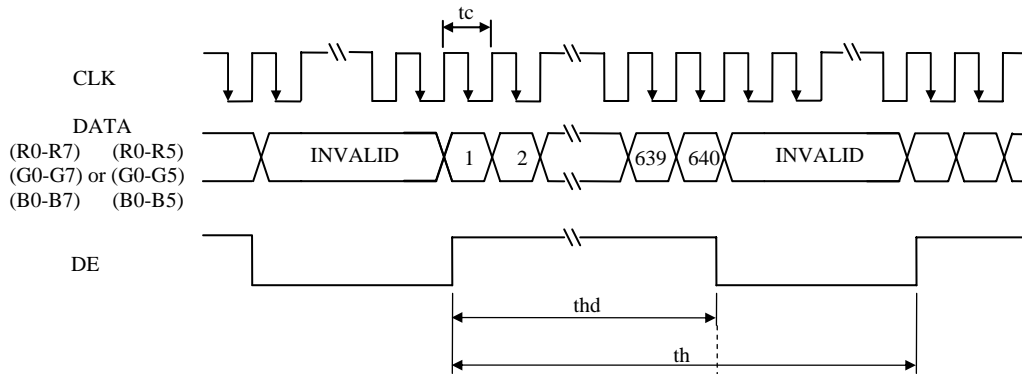 tc
CLK
DATA
(R0-R7) (R0-R5)
(G0-G7) or (G0-G5)
(B0-B7) (B0-B5)
INVALID 1 2 639 640 INVALID
DE
thd
th